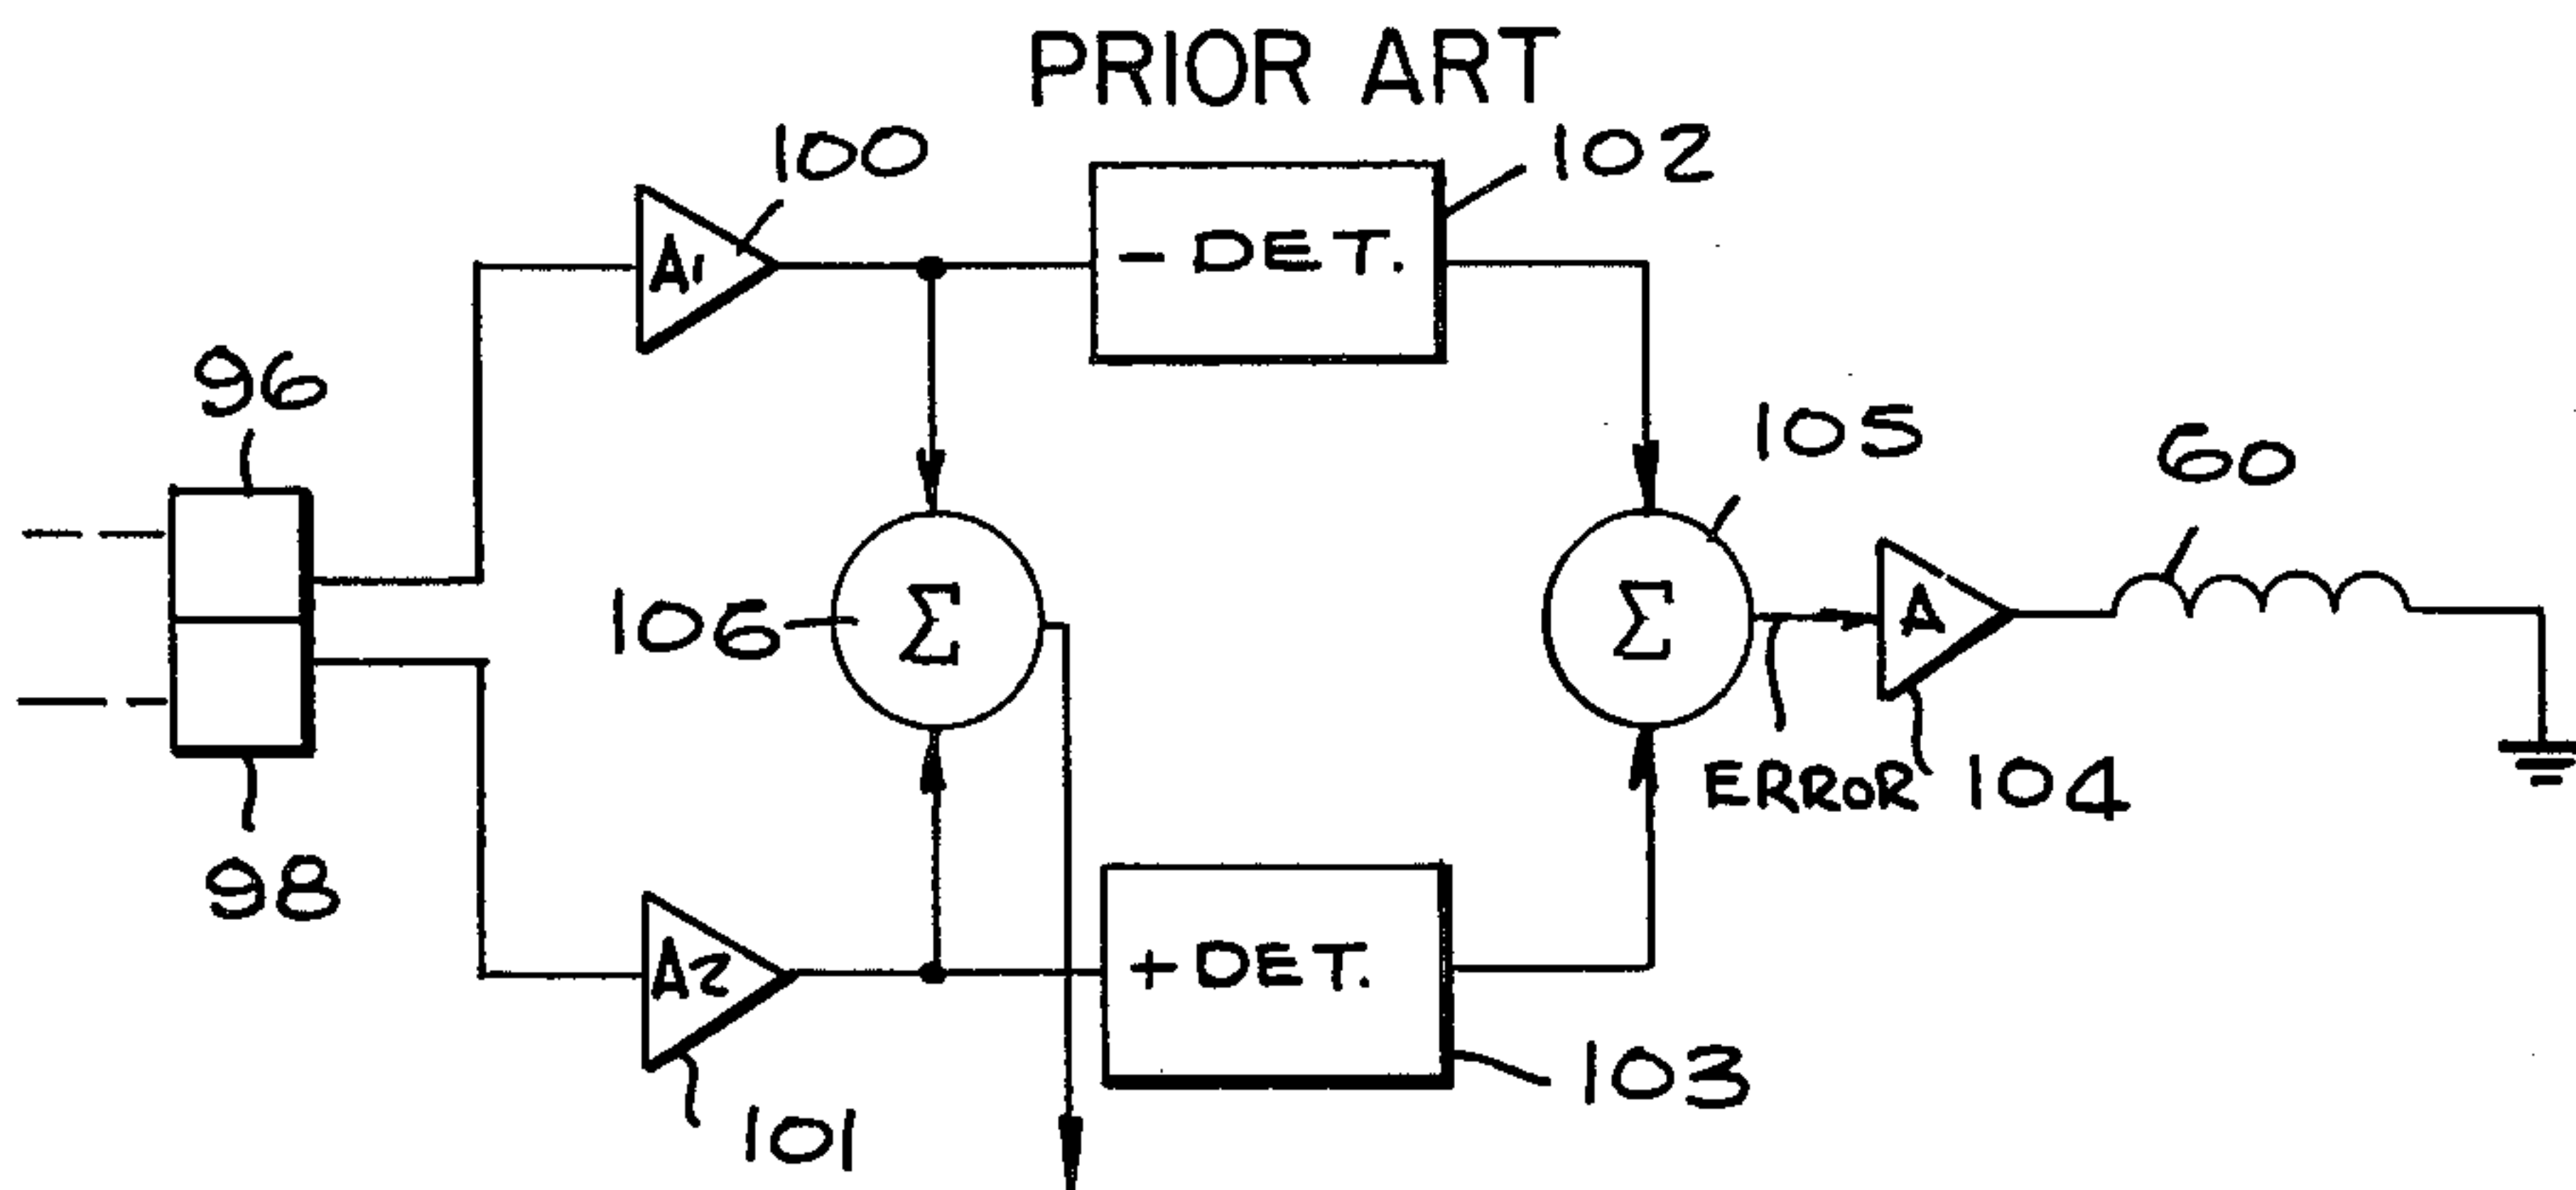 PRIOR ART
100
102
A1
- DET.
96
105
60
106
Σ
Σ
A
ERROR
104
98
A2
+ DET.
103
101